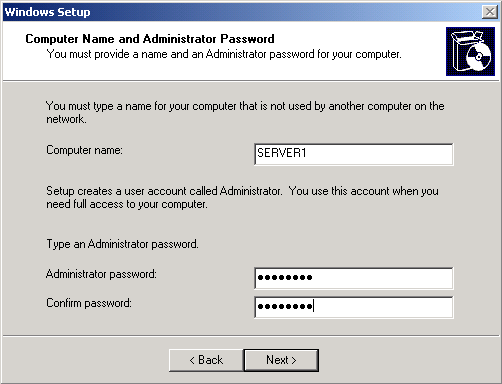 Windows Setup
Computer Name and Administrator Password
You must provide a name and an Administrator password for your computer.
You must type a name for your computer that is not used by another computer on the
network.
Computer name:
SERVER1
Setup creates a user account called Administrator.  You use this account when you
need full access to your computer.
Type an Administrator password.
Administrator password:
●●●●●●●●
Confirm password:
●●●●●●●●
< Back
Next >